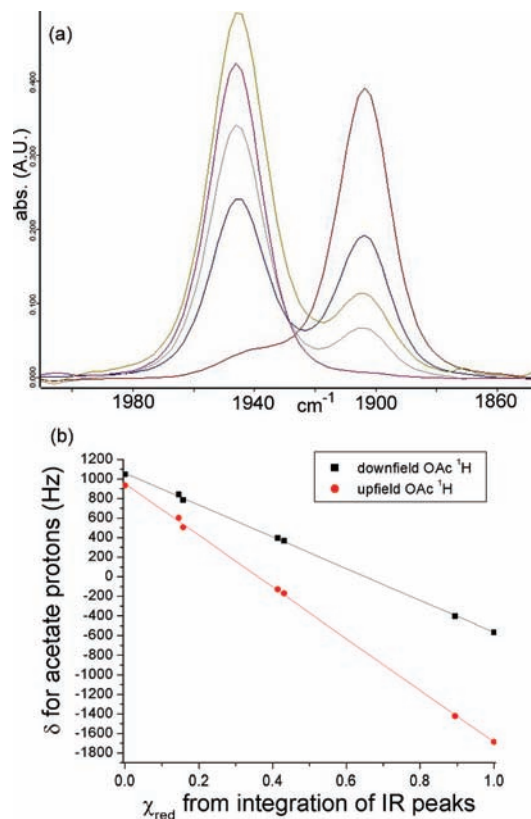 (a)
abs. (A.U.)
0.400
0.300
0.200
0.100
0.000
1980 1940 cm⁻¹ 1900 1860
(b)
δ for acetate protons (Hz)
1200
1000
800
600
400
200
0
-200
-400
-600
-800
-1000
-1200
-1400
-1600
-1800
downfield OAc ¹H
upfield OAc ¹H
0.0 0.2 0.4 0.6 0.8 1.0
χred from integration of IR peaks